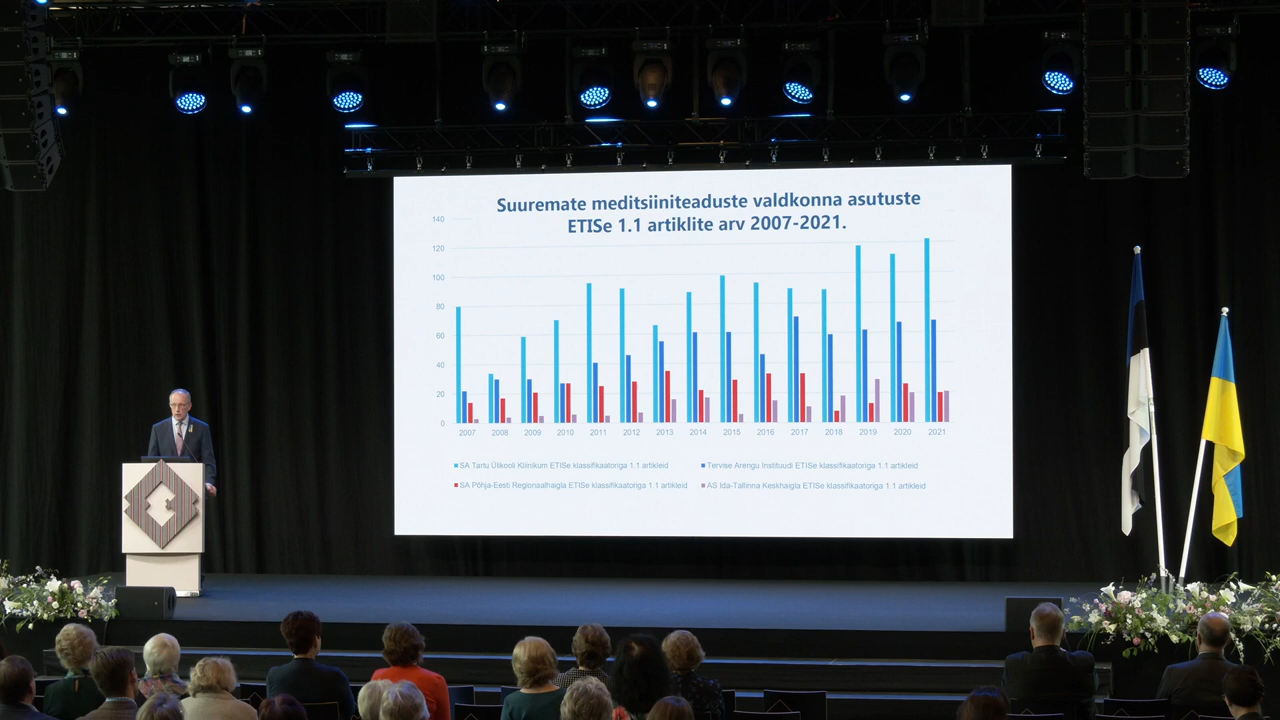 Suuremate meditsiiniteaduste valdkonna asutuste
ETISe 1.1 artiklite arv 2007-2021.
140
120
100
80
60
40
20
0
2007 2008 2009 2010 2011 2012 2013 2014 2015 2016 2017 2018 2019 2020 2021
SA Tartu Ülikooli Kliinikum ETISe klassifikaatoriga 1.1 artikleid
Tervise Arengu Instituudi ETISe klassifikaatoriga 1.1 artikleid
SA Põhja-Eesti Regionaalhaigla ETISe klassifikaatoriga 1.1 artikleid
AS Ida-Tallinna Keskhaigla ETISe klassifikaatoriga 1.1 artikleid